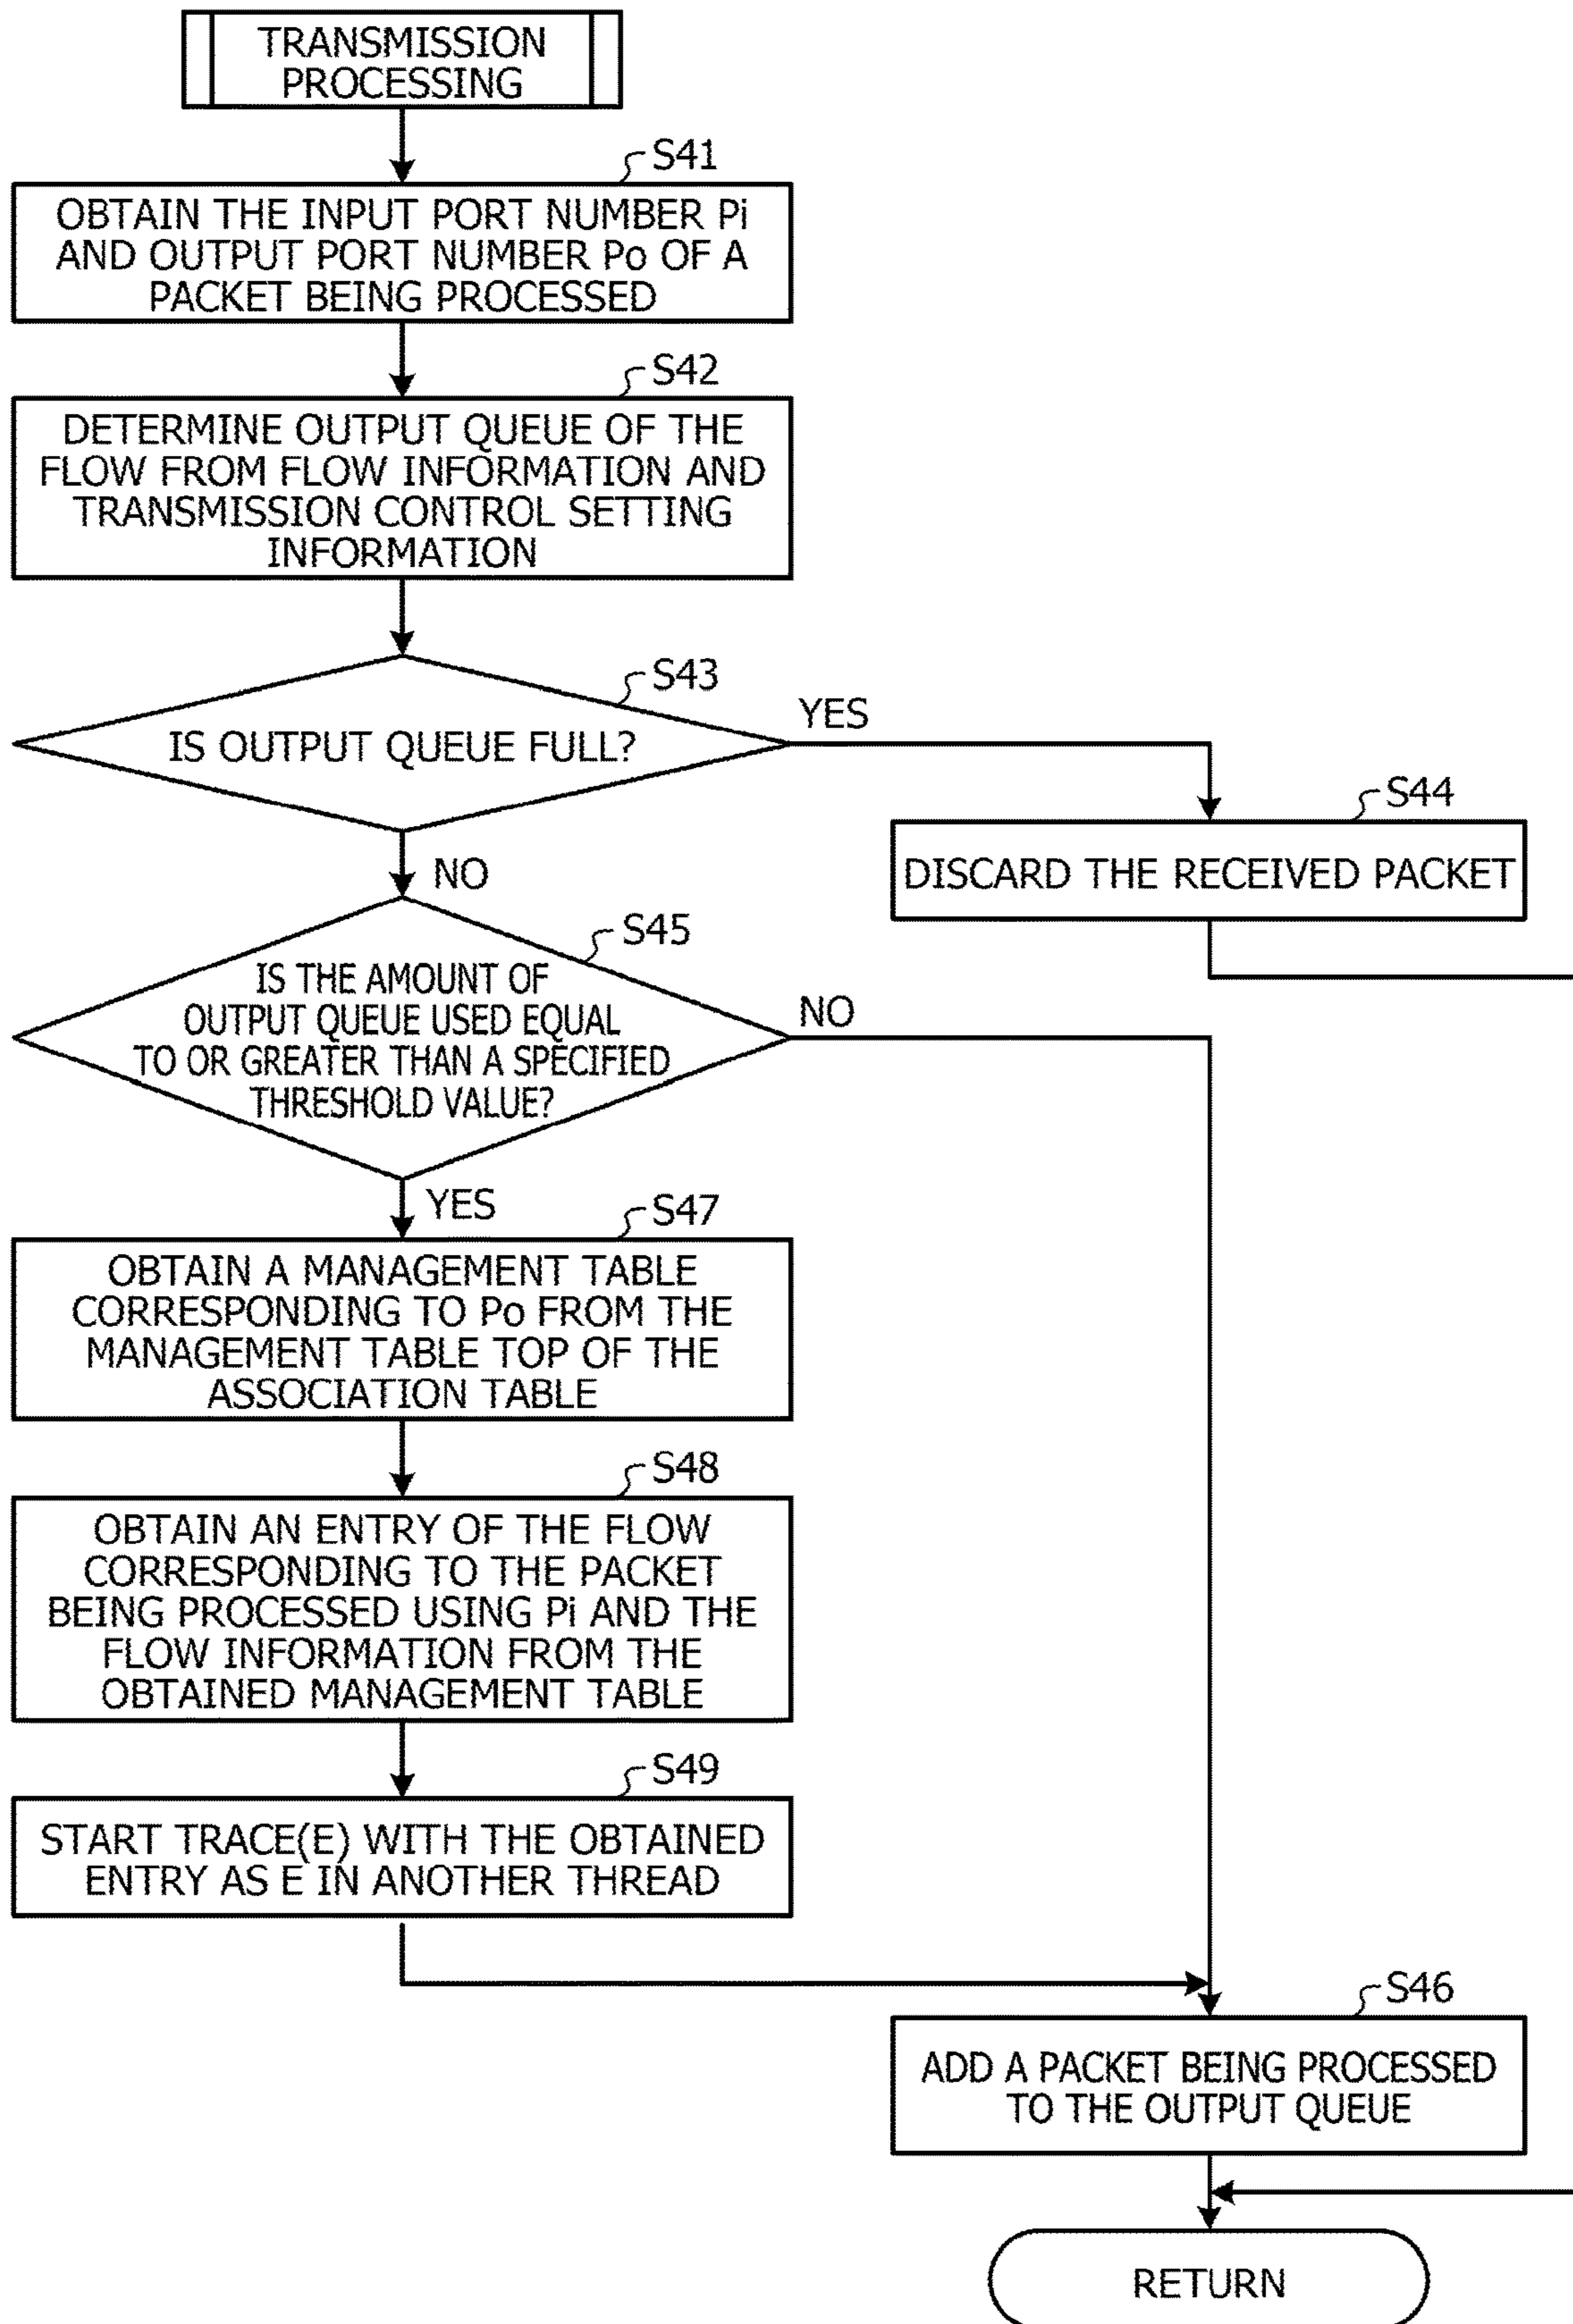 TRANSMISSION
PROCESSING
S41
OBTAIN THE INPUT PORT NUMBER Pi
AND OUTPUT PORT NUMBER Po OF A
PACKET BEING PROCESSED
S42
DETERMINE OUTPUT QUEUE OF THE
FLOW FROM FLOW INFORMATION AND
TRANSMISSION CONTROL SETTING
INFORMATION
S43
IS OUTPUT QUEUE FULL?
YES
NO
S44
DISCARD THE RECEIVED PACKET
S45
IS THE AMOUNT OF
OUTPUT QUEUE USED EQUAL
TO OR GREATER THAN A SPECIFIED
THRESHOLD VALUE?
NO
YES
S47
OBTAIN A MANAGEMENT TABLE
CORRESPONDING TO Po FROM THE
MANAGEMENT TABLE TOP OF THE
ASSOCIATION TABLE
S48
OBTAIN AN ENTRY OF THE FLOW
CORRESPONDING TO THE PACKET
BEING PROCESSED USING Pi AND THE
FLOW INFORMATION FROM THE
OBTAINED MANAGEMENT TABLE
S49
START TRACE(E) WITH THE OBTAINED
ENTRY AS E IN ANOTHER THREAD
S46
ADD A PACKET BEING PROCESSED
TO THE OUTPUT QUEUE
RETURN